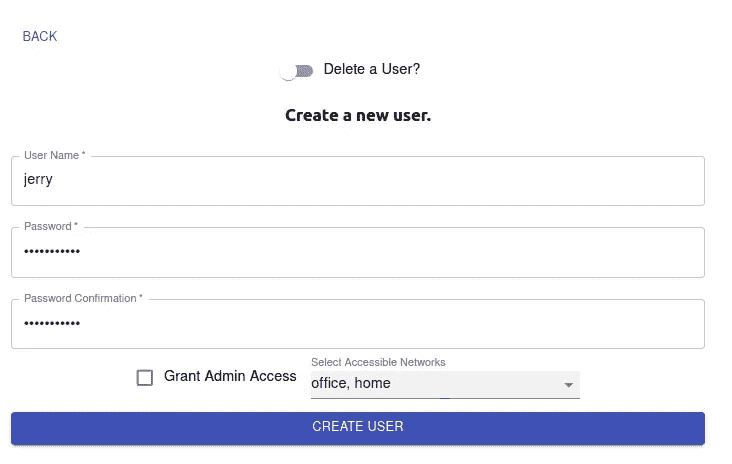 BACK
Delete a User?
Create a new user.
User Name *
jerry
Password *
•••••••••••
Password Confirmation *
•••••••••••
Grant Admin Access
Select Accessible Networks
office, home
CREATE USER